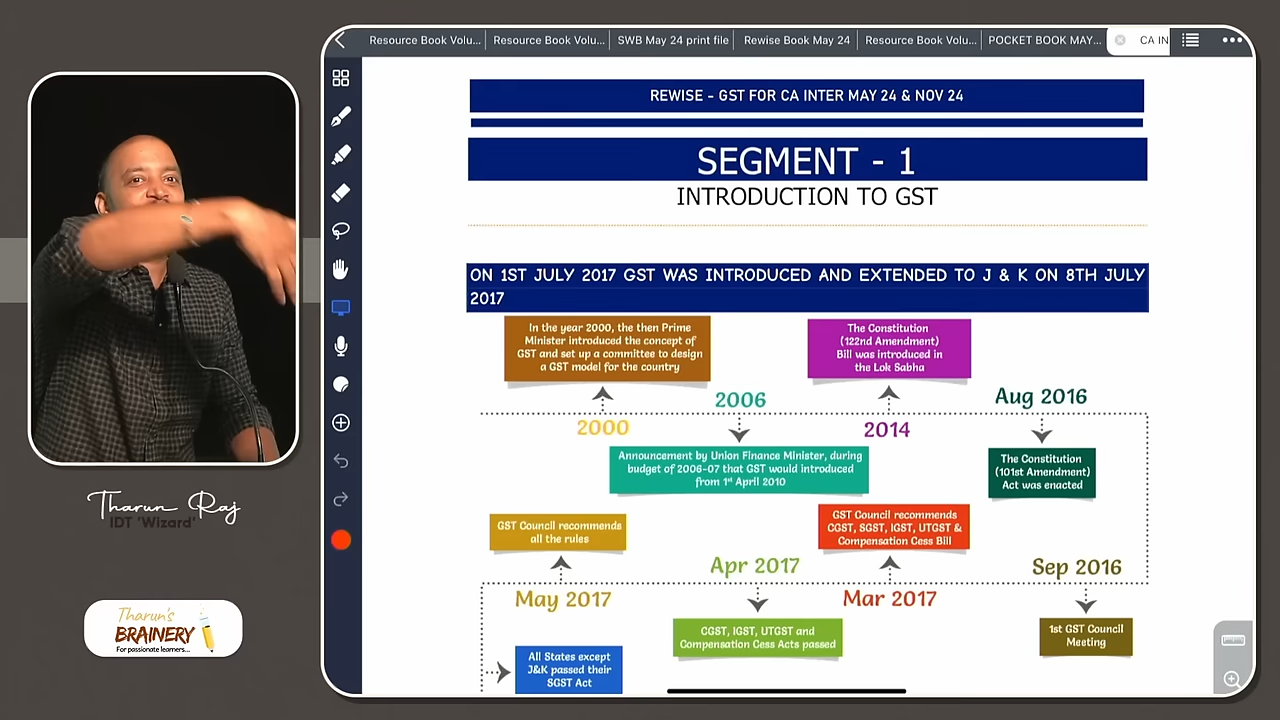 Resource Book Volu...
Resource Book Volu...
SWB May 24 print file
Rewise Book May 24
Resource Book Volu...
POCKET BOOK MAY...
CA IN
REWISE - GST FOR CA INTER MAY 24 & NOV 24
SEGMENT - 1
INTRODUCTION TO GST
ON 1ST JULY 2017 GST WAS INTRODUCED AND EXTENDED TO J & K ON 8TH JULY
2017
In the year 2000, the then Prime
Minister introduced the concept of
GST and set up a committee to design
a GST model for the country
2000
2006
Announcement by Union Finance Minister, during
budget of 2006-07 that GST would introduced
from 1st April 2010
The Constitution
(122nd Amendment)
Bill was introduced in
the Lok Sabha
2014
Aug 2016
The Constitution
(101st Amendment)
Act was enacted
GST Council recommends
all the rules
May 2017
Apr 2017
CGST, IGST, UTGST and
Compensation Cess Acts passed
GST Council recommends
CGST, SGST, IGST, UTGST &
Compensation Cess Bill
Mar 2017
Sep 2016
1st GST Council
Meeting
All States except
J&K passed their
SGST Act
Tharun Raj
IDT 'Wizard'
Tharun's
BRAINERY
For passionate learners...